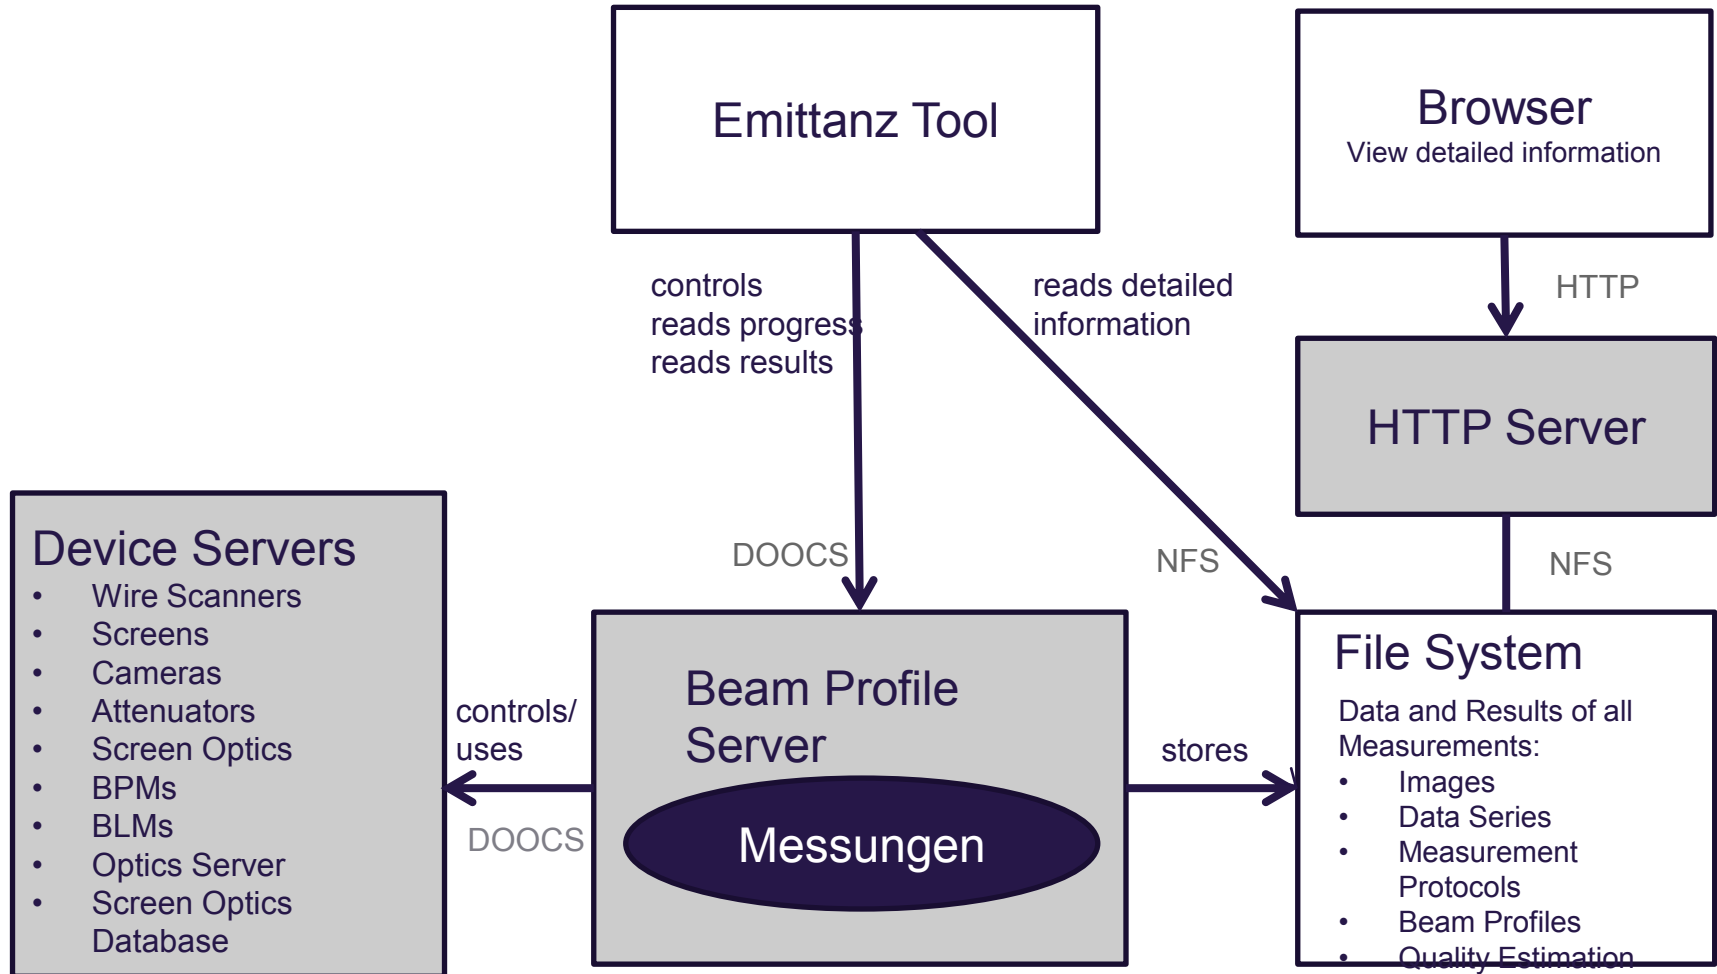 Emittanz Tool
Browser
View detailed information
controls
reads progress
reads results
reads detailed
information
HTTP
HTTP Server
DOOCS
NFS
NFS
Device Servers
• Wire Scanners
• Screens
• Cameras
• Attenuators
• Screen Optics
• BPMs
• BLMs
• Optics Server
• Screen Optics
Database
controls/
uses
DOOCS
Beam Profile
Server
Messungen
stores
File System
Data and Results of all
Measurements:
• Images
• Data Series
• Measurement
Protocols
• Beam Profiles
• Quality Estimation